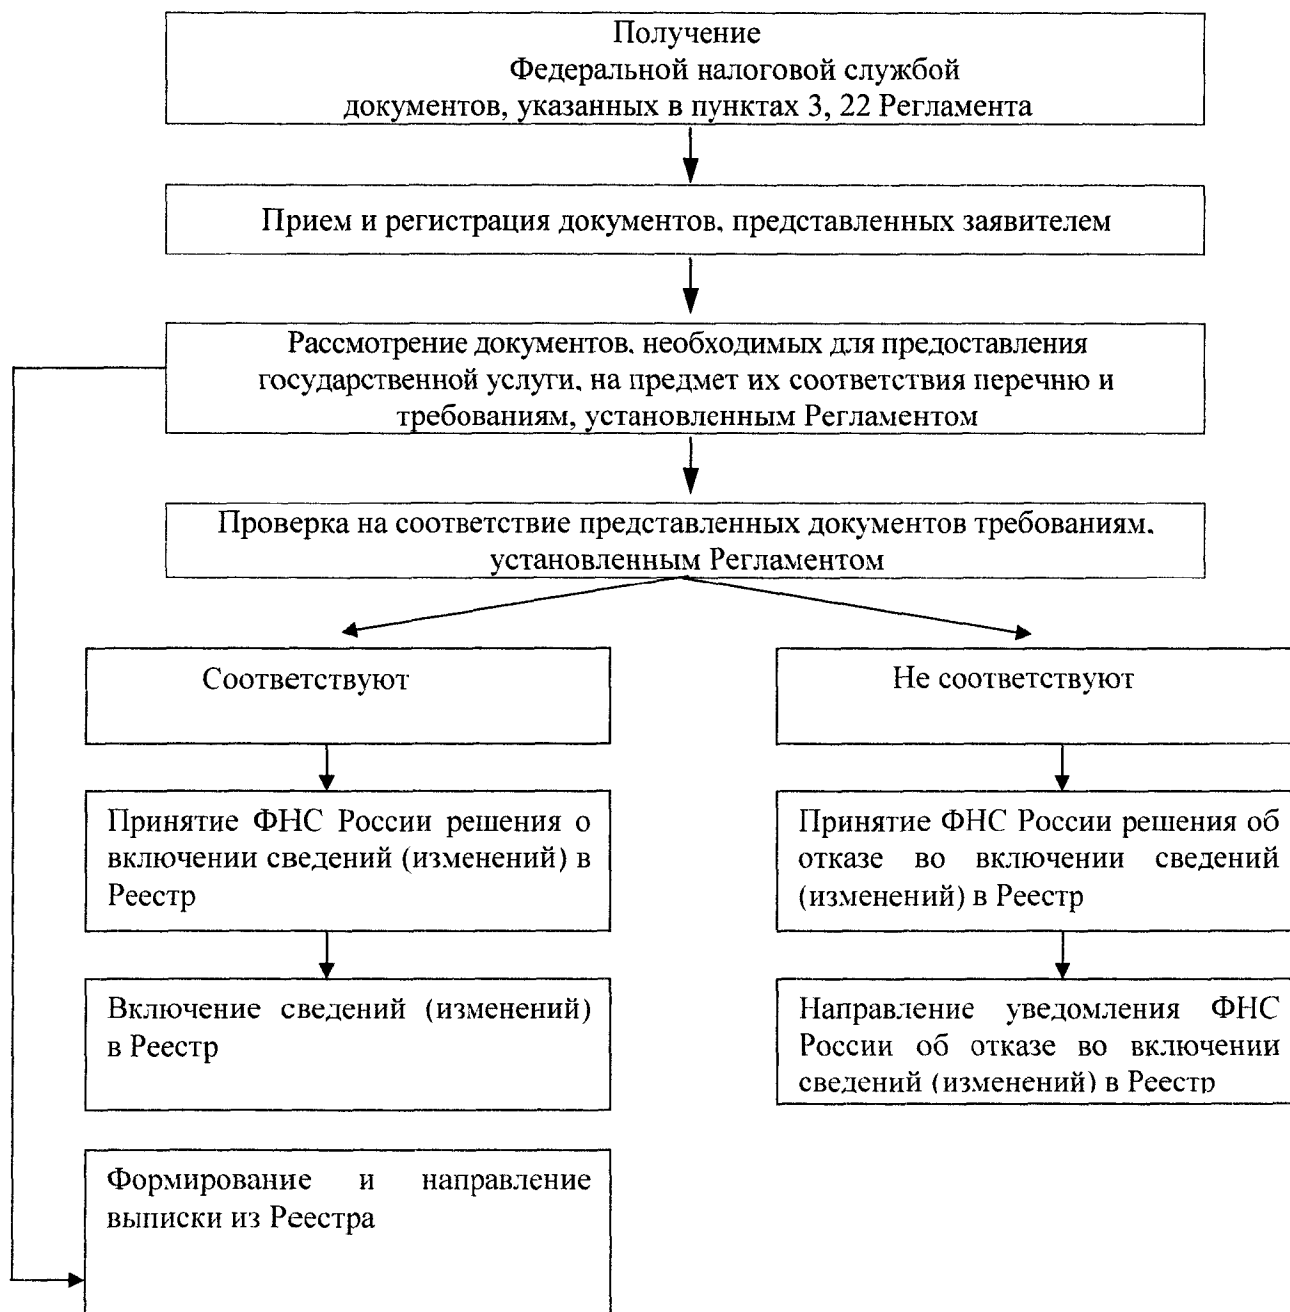 Получение
Федеральной налоговой службой
документов, указанных в пунктах 3, 22 Регламента
Прием и регистрация документов, представленных заявителем
Рассмотрение документов, необходимых для предоставления
государственной услуги, на предмет их соответствия перечню и
требованиям, установленным Регламентом
Проверка на соответствие представленных документов требованиям,
установленным Регламентом
Соответствуют
Не соответствуют
Принятие ФНС России решения о
включении сведений (изменений) в
Реестр
Принятие ФНС России решения об
отказе во включении сведений
(изменений) в Реестр
Включение сведений (изменений)
в Реестр
Направление уведомления ФНС
России об отказе во включении
сведений (изменений) в Реестр
Формирование и направление
выписки из Реестра